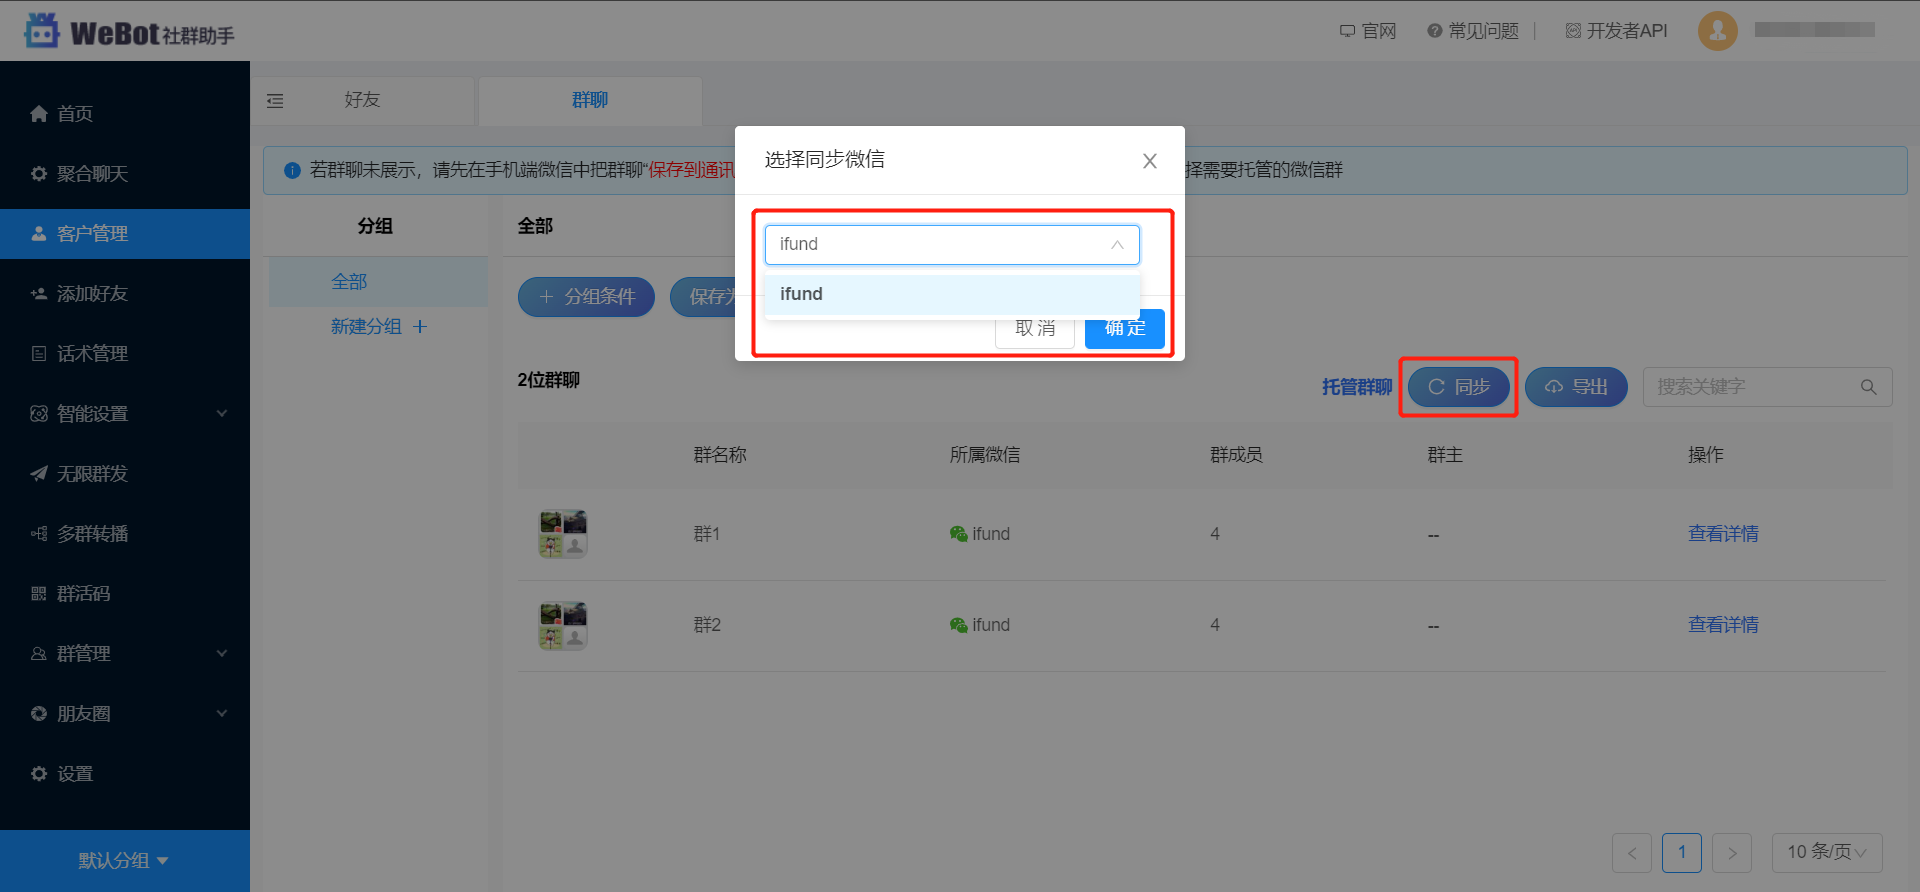 WeBot社群助手
官网
常见问题
开发者API
首页
聚合聊天
客户管理
添加好友
话术管理
智能设置
无限群发
多群转播
群活码
群管理
朋友圈
设置
默认分组
好友
群聊
若群聊未展示，请先在手机端微信中把群聊“保存到通讯
择需要托管的微信群
分组
全部
新建分组
全部
分组条件
保存为
选择同步微信
ifund
ifund
取 消
确 定
2位群聊
托管群聊
同步
导出
搜索关键字
群名称 所属微信 群成员 群主 操作
群1 ifund 4 -- 查看详情
群2 ifund 4 -- 查看详情
1
10 条/页